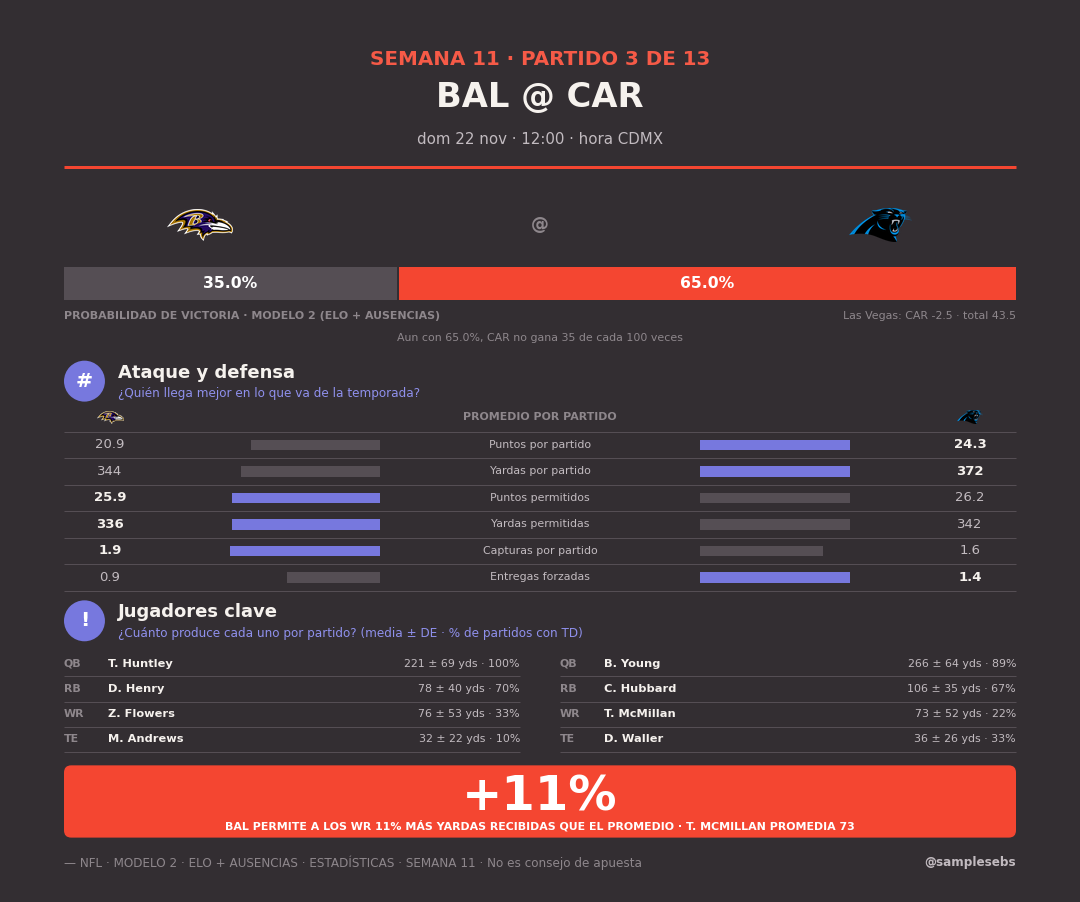 SEMANA 11 · PARTIDO 3 DE 13
BAL @ CAR
dom 22 nov · 12:00 · hora CDMX
@
35.0% 65.0%
PROBABILIDAD DE VICTORIA · MODELO 2 (ELO + AUSENCIAS) Las Vegas: CAR -2.5 · total 43.5
Aun con 65.0%, CAR no gana 35 de cada 100 veces
# Ataque y defensa
¿Quién llega mejor en lo que va de la temporada?
PROMEDIO POR PARTIDO
20.9 Puntos por partido 24.3
344 Yardas por partido 372
25.9 Puntos permitidos 26.2
336 Yardas permitidas 342
1.9 Capturas por partido 1.6
0.9 Entregas forzadas 1.4
! Jugadores clave
¿Cuánto produce cada uno por partido? (media ± DE · % de partidos con TD)
QB T. Huntley 221 ± 69 yds · 100% QB B. Young 266 ± 64 yds · 89%
RB D. Henry 78 ± 40 yds · 70% RB C. Hubbard 106 ± 35 yds · 67%
WR Z. Flowers 76 ± 53 yds · 33% WR T. McMillan 73 ± 52 yds · 22%
TE M. Andrews 32 ± 22 yds · 10% TE D. Waller 36 ± 26 yds · 33%
+11%
BAL PERMITE A LOS WR 11% MÁS YARDAS RECIBIDAS QUE EL PROMEDIO · T. MCMILLAN PROMEDIA 73
— NFL · MODELO 2 · ELO + AUSENCIAS · ESTADÍSTICAS · SEMANA 11 · No es consejo de apuesta @samplesebs